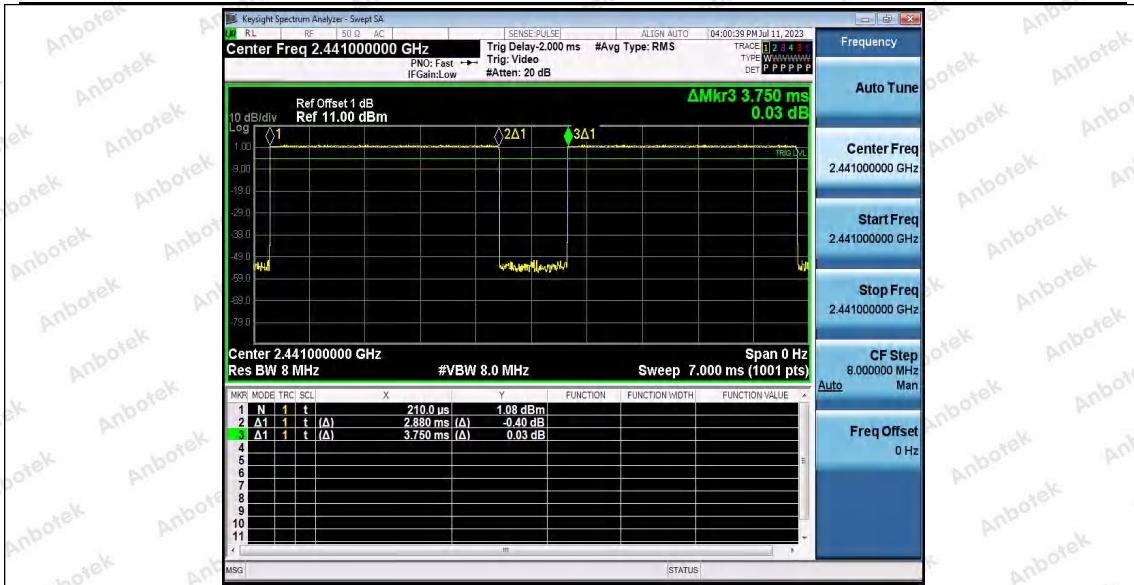 Keysight Spectrum Analyzer - Swept SA
RL RF 50 Ω AC SENSE:PULSE ALIGN AUTO 04:00:39 PM Jul 11, 2023
Center Freq 2.441000000 GHz
PNO: Fast
IFGain:Low
Trig Delay-2.000 ms
Trig: Video
#Atten: 20 dB
#Avg Type: RMS
TRACE 1 2 3 4 5 6
TYPE WWWWWW
DET P P P P P P
Frequency
Auto Tune
Center Freq
2.441000000 GHz
Start Freq
2.441000000 GHz
Stop Freq
2.441000000 GHz
CF Step
8.000000 MHz
Auto Man
Freq Offset
0 Hz
ΔMkr3 3.750 ms
0.03 dB
Ref Offset 1 dB
10 dB/div Ref 11.00 dBm
Log
1 2Δ1 3Δ1
TRIG LVL
1.00
-9.00
-19.0
-29.0
-39.0
-49.0
-59.0
-69.0
-79.0
Center 2.441000000 GHz Span 0 Hz
Res BW 8 MHz #VBW 8.0 MHz Sweep 7.000 ms (1001 pts)
MKR MODE TRC SCL X Y FUNCTION FUNCTION WIDTH FUNCTION VALUE
1 N 1 t 210.0 µs 1.08 dBm
2 Δ1 1 t (Δ) 2.880 ms (Δ) -0.40 dB
3 Δ1 1 t (Δ) 3.750 ms (Δ) 0.03 dB
4
5
6
7
8
9
10
11
MSG STATUS
Anbotek